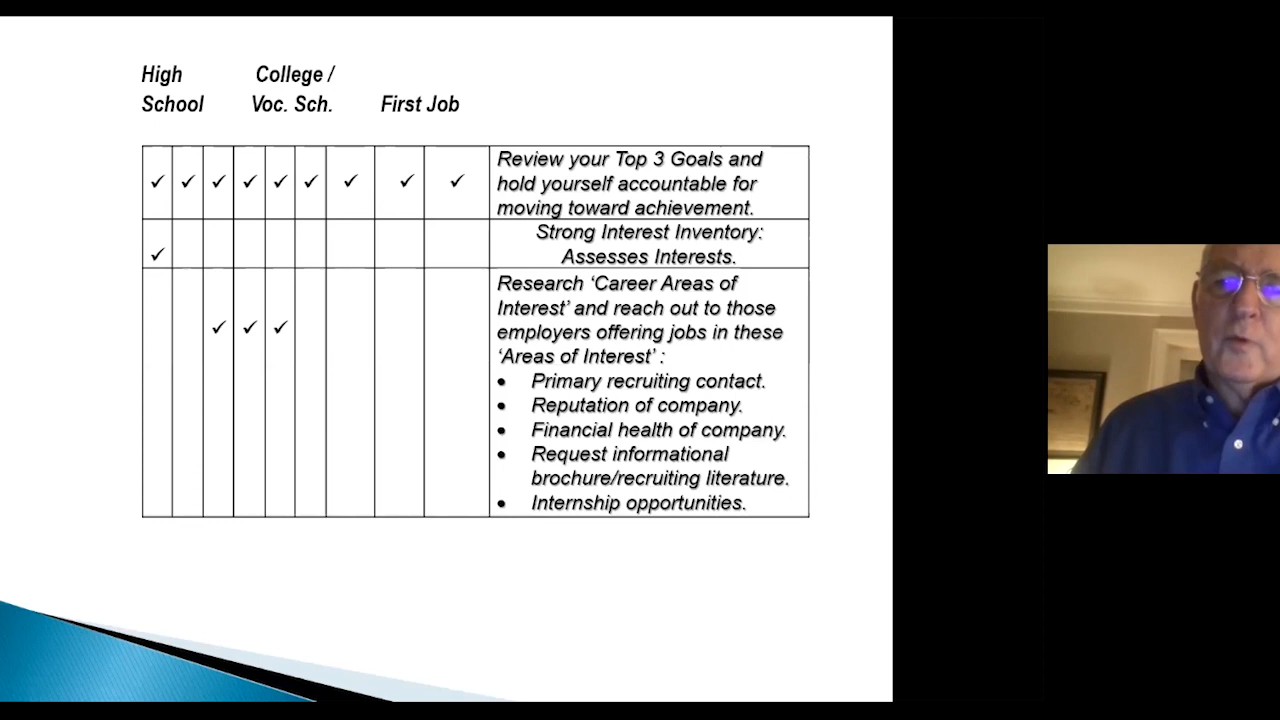 High College /
School Voc. Sch. First Job
✓ ✓ ✓ ✓ ✓ ✓ ✓ ✓ ✓
Review your Top 3 Goals and
hold yourself accountable for
moving toward achievement.
✓
Strong Interest Inventory:
Assesses Interests.
✓ ✓ ✓
Research ‘Career Areas of
Interest’ and reach out to those
employers offering jobs in these
‘Areas of Interest’ :
• Primary recruiting contact.
• Reputation of company.
• Financial health of company.
• Request informational
brochure/recruiting literature.
• Internship opportunities.